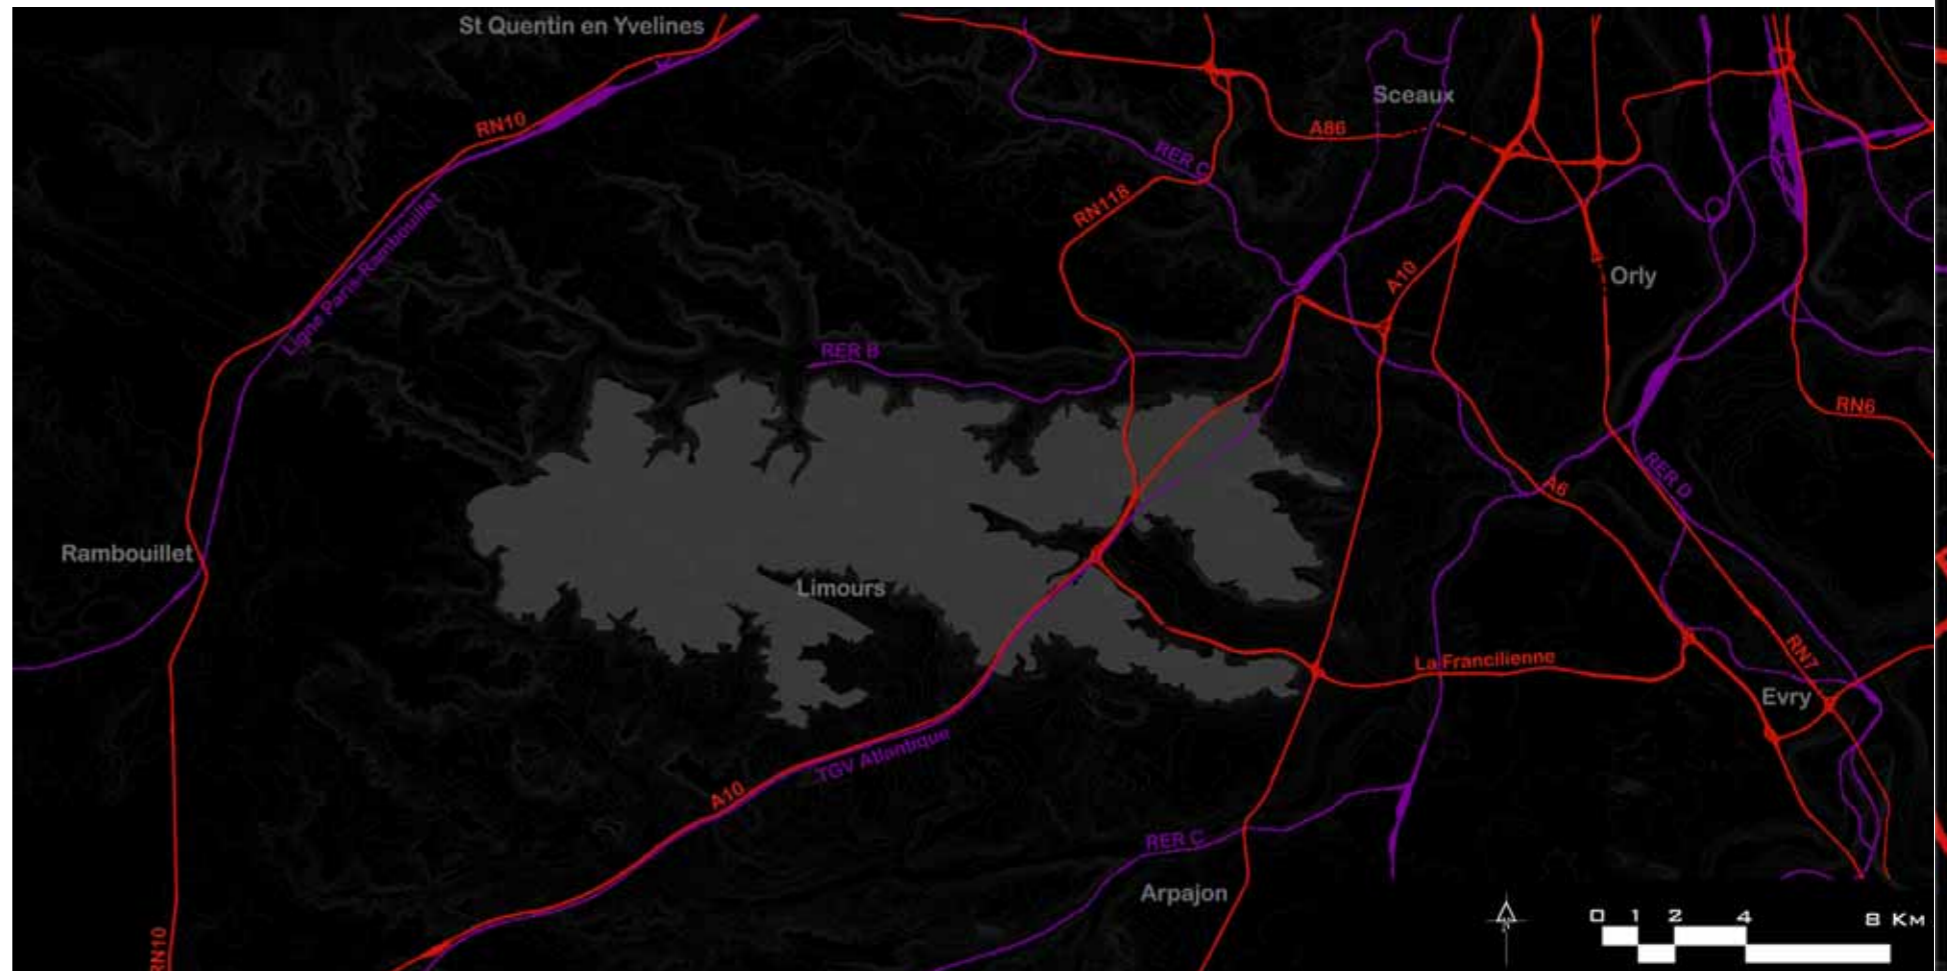 St Quentin en Yvelines
RN10
Sceaux
A86
RER C
RN118
Ligne Paris-Rambouillet
A10
Orly
RER B
RN6
RER D
A6
Rambouillet
Limours
La Francilienne
RN7
Evry
TGV Atlantique
A10
RER C
Arpajon
RN10
0 1 2 4 8 Km